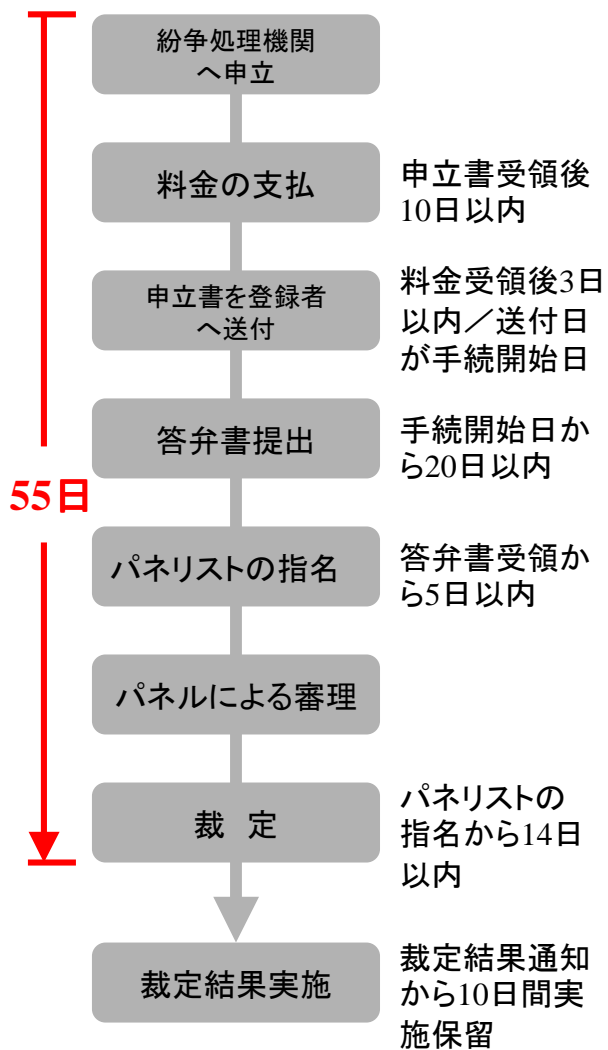 紛争処理機関
へ申立
料金の支払
申立書受領後
10日以内
申立書を登録者
へ送付
料金受領後3日
以内／送付日
が手続開始日
答弁書提出
手続開始日か
ら20日以内
55日
パネリストの指名
答弁書受領か
ら5日以内
パネルによる審理
裁　定
パネリストの
指名から14日
以内
裁定結果実施
裁定結果通知
から10日間実
施保留